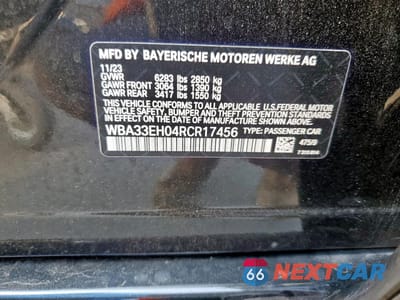 MFD BY BAYERISCHE MOTOREN WERKE AG
11/23
GVWR 6283 lbs 2850 kg
GAWR FRONT 3064 lbs 1390 kg
GAWR REAR 3417 lbs 1550 kg
THIS VEHICLE CONFORMS TO ALL APPLICABLE U.S. FEDERAL MOTOR
VEHICLE SAFETY, BUMPER, AND THEFT PREVENTION STANDARDS IN EFFECT
ON THE DATE OF MANUFACTURE SHOWN ABOVE.
WBA33EH04RCR17456 TYPE: PASSENGER CAR
475/9
66 NEXTCAR